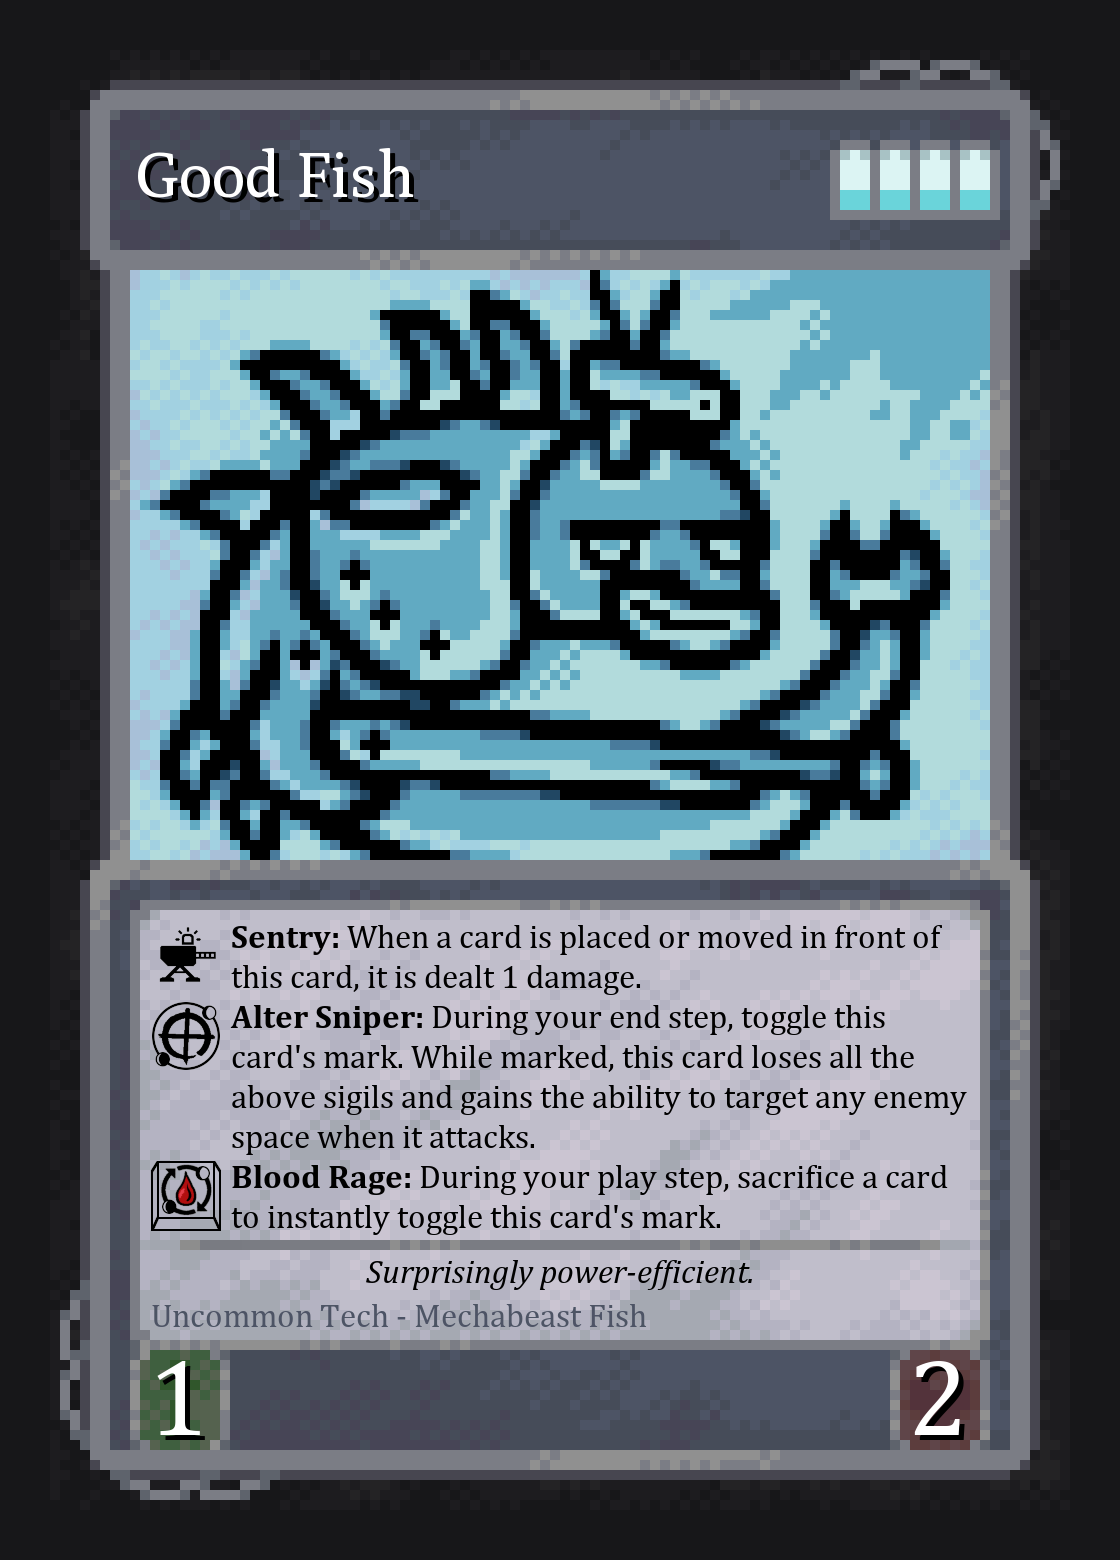 Good Fish
Sentry: When a card is placed or moved in front of
this card, it is dealt 1 damage.
Alter Sniper: During your end step, toggle this
card's mark. While marked, this card loses all the
above sigils and gains the ability to target any enemy
space when it attacks.
Blood Rage: During your play step, sacrifice a card
to instantly toggle this card's mark.
Surprisingly power-efficient.
Uncommon Tech - Mechabeast Fish
1
2